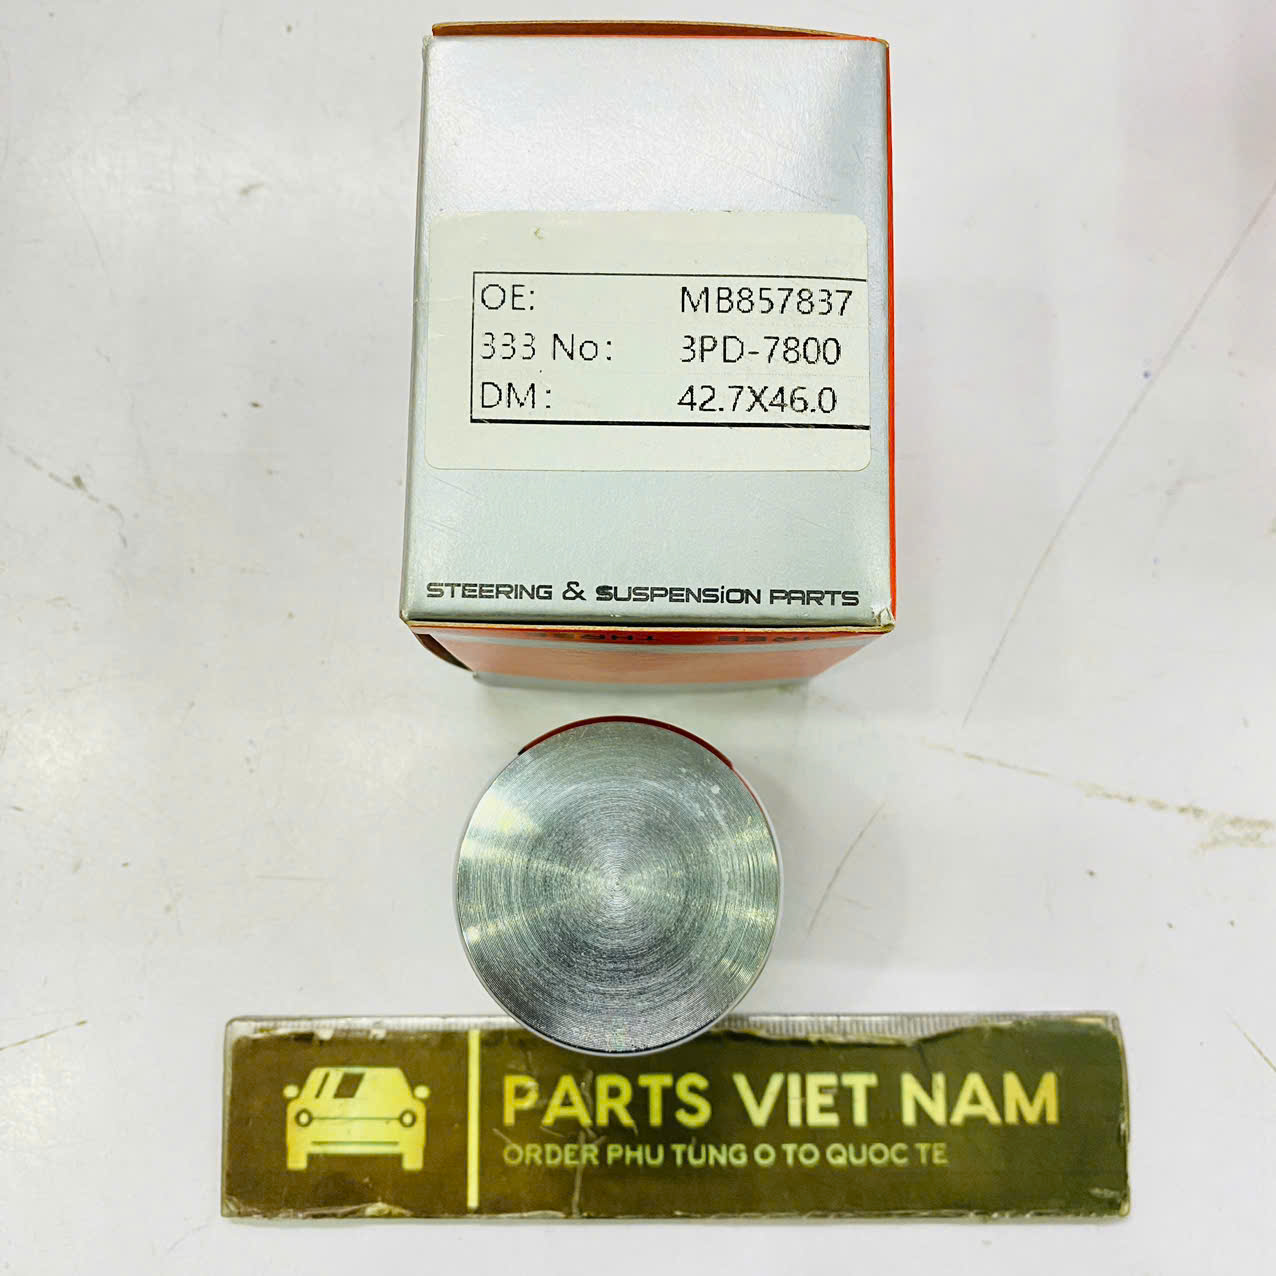 OE: MB857837
333 No: 3PD-7800
DM: 42.7X46.0
STEERING & SUSPENSiON PARTS
PARTS VIET NAM
ORDER PHU TÙNG O TO QUOC TE